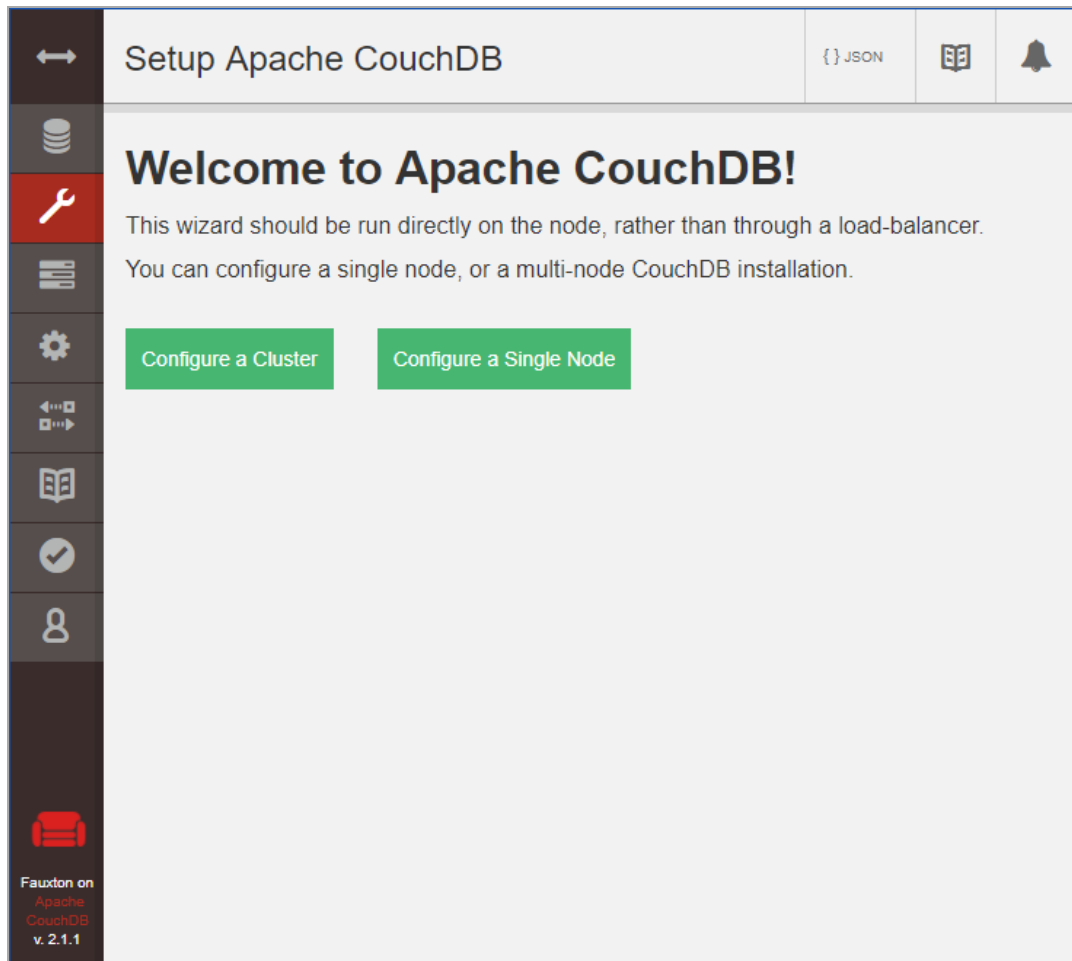 Setup Apache CouchDB
{ } JSON
Welcome to Apache CouchDB!
This wizard should be run directly on the node, rather than through a load-balancer.
You can configure a single node, or a multi-node CouchDB installation.
Configure a Cluster
Configure a Single Node
Fauxton on
Apache
CouchDB
v. 2.1.1